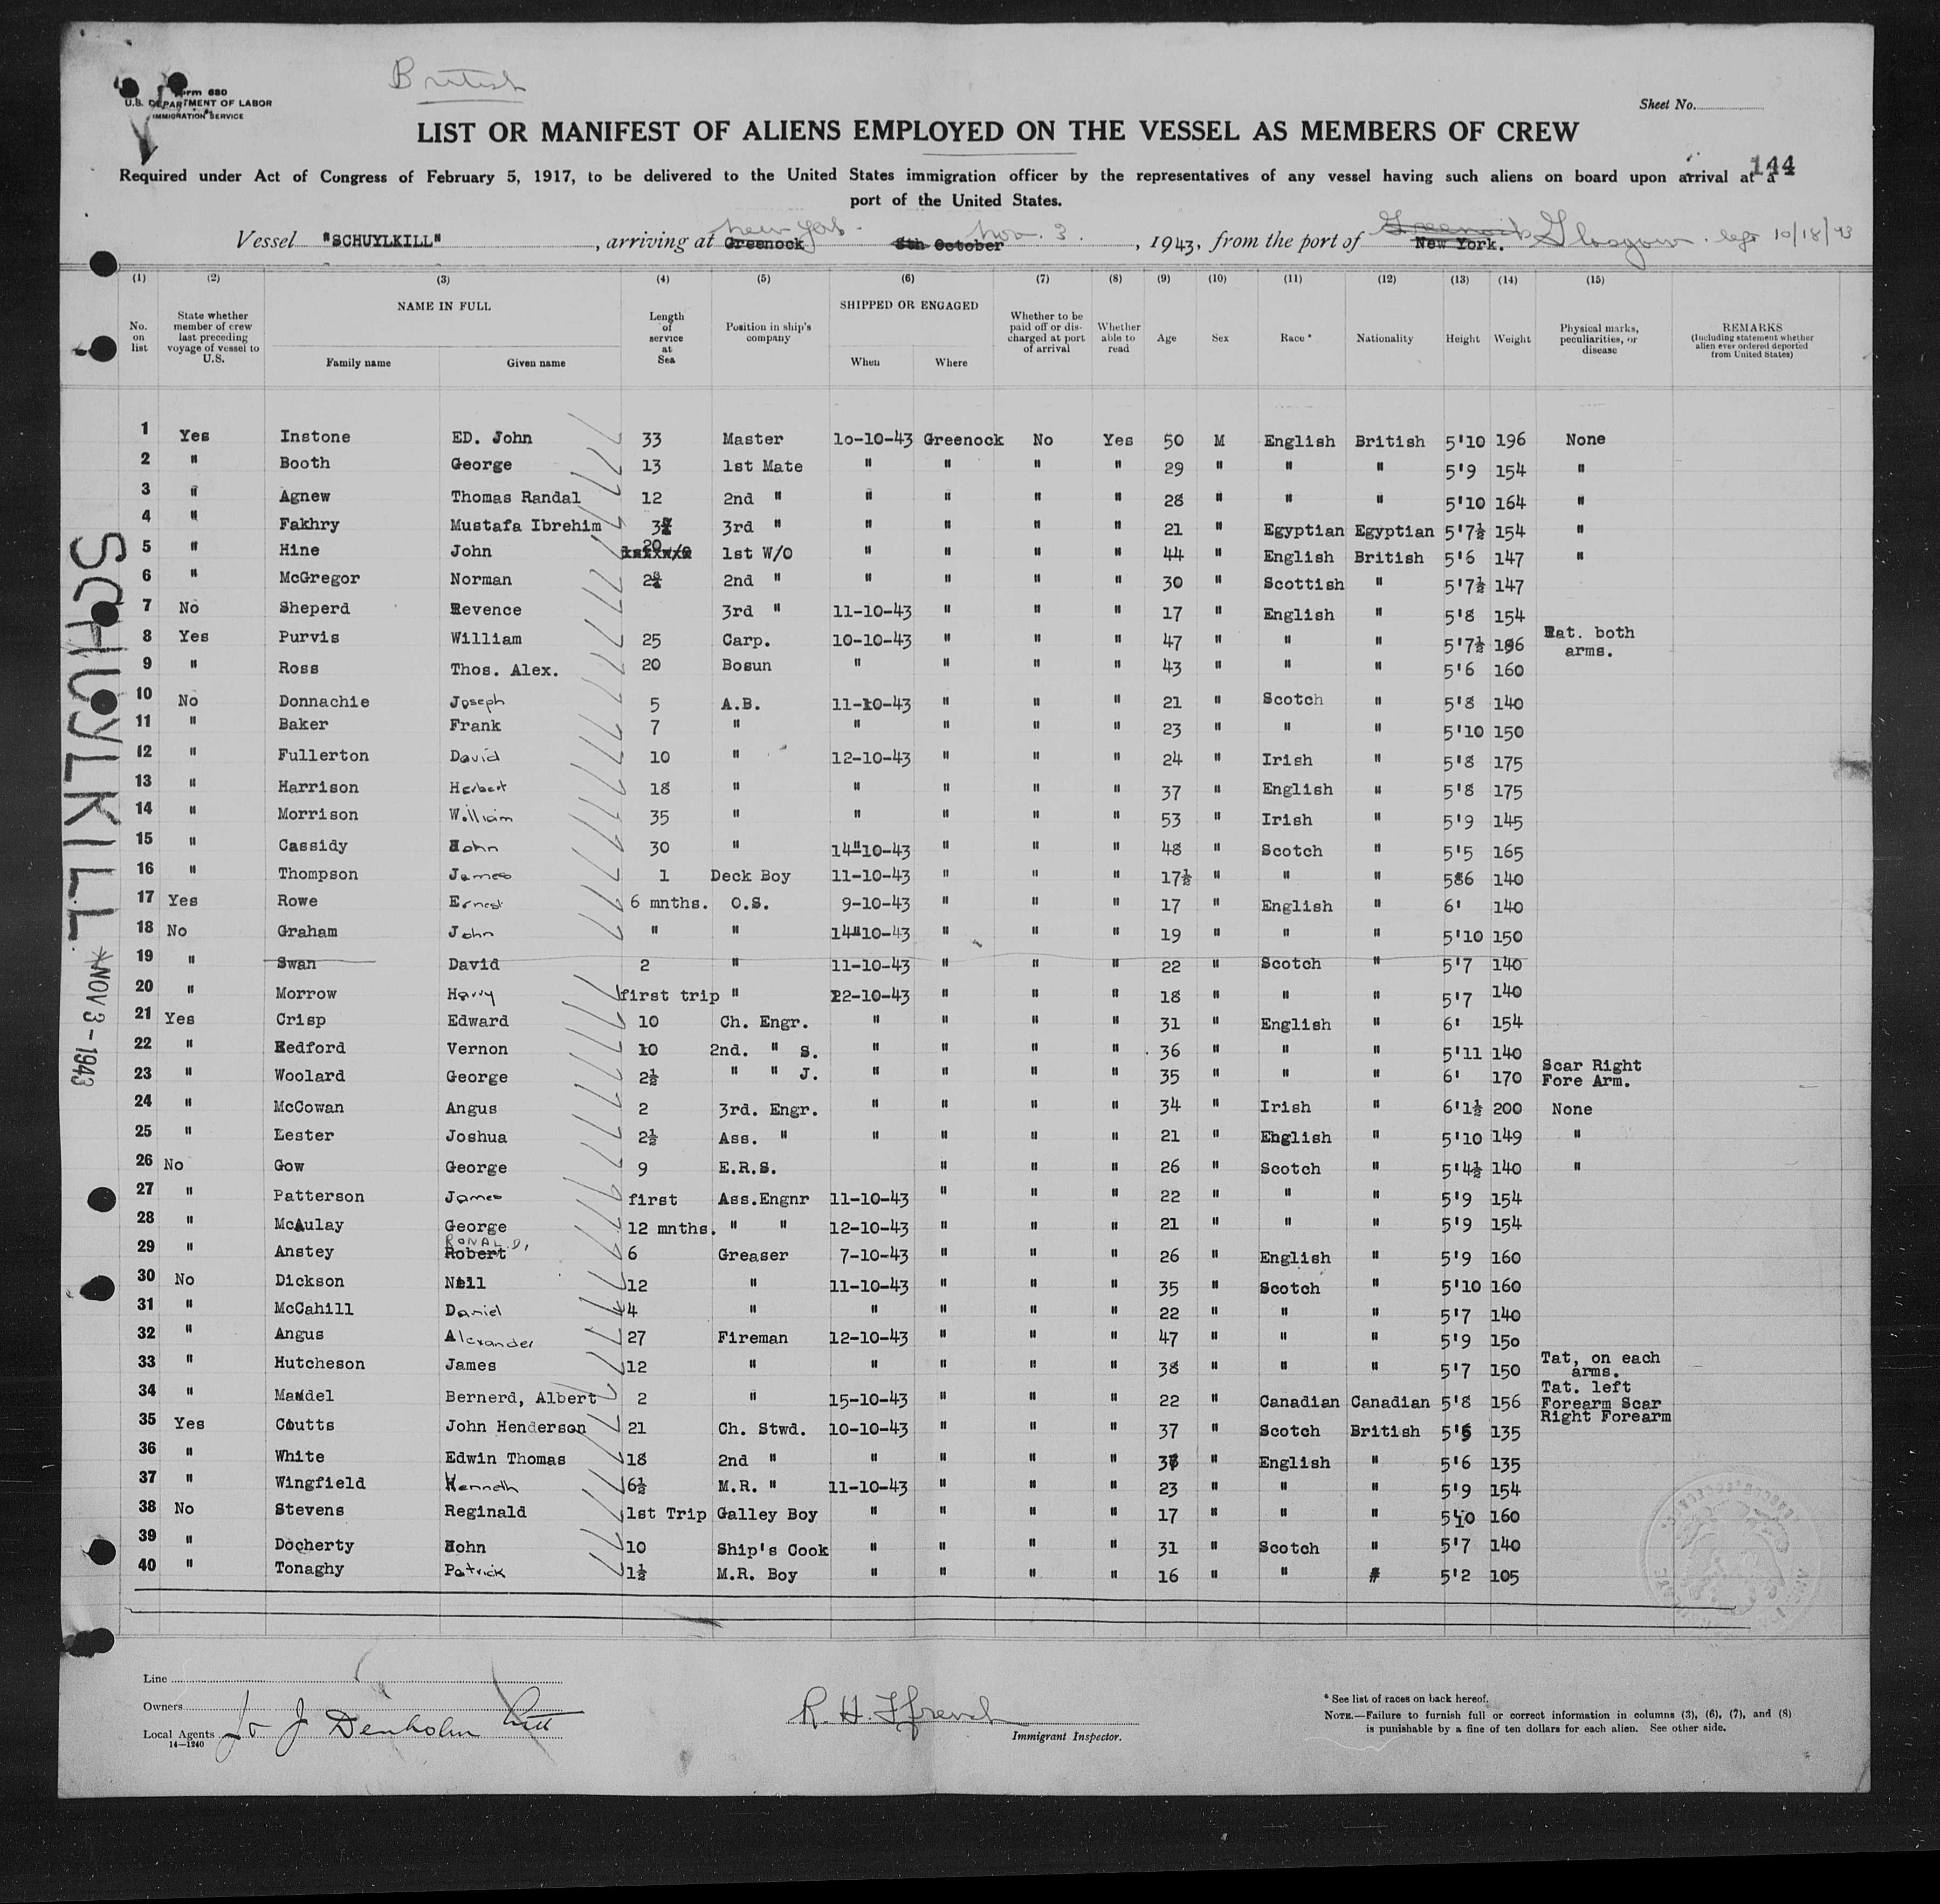 British
Form 680
U.S. DEPARTMENT OF LABOR
IMMIGRATION SERVICE
Sheet No.
LIST OR MANIFEST OF ALIENS EMPLOYED ON THE VESSEL AS MEMBERS OF CREW
144
Required under Act of Congress of February 5, 1917, to be delivered to the United States immigration officer by the representatives of any vessel having such aliens on board upon arrival at a
port of the United States.
New York Nov. 3. Greenock Glasgow. 10/18/43
Vessel "SCHUYLKILL", arriving at Greenock 8th October, 1943, from the port of New York.
(1) (2) (3) (4) (5) (6) (7) (8) (9) (10) (11) (12) (13) (14) (15)
No. on list State whether member of crew last preceding voyage of vessel to U.S. NAME IN FULL Family name Given name Length of service at Sea Position in ship's company SHIPPED OR ENGAGED When Where Whether to be paid off or discharged at port of arrival Whether able to read Age Sex Race * Nationality Height Weight Physical marks, peculiarities, or disease REMARKS (Including statement whether alien ever ordered deported from United States)
1 Yes Instone ED. John 33 Master 10-10-43 Greenock No Yes 50 M English British 5'10 196 None
2 " Booth George 13 1st Mate " " " " 29 " " " 5'9 154 "
3 " Agnew Thomas Randal 12 2nd " " " " " 28 " " " 5'10 164 "
4 " Fakhry Mustafa Ibrehim 3rd " " " " " 21 " Egyptian Egyptian 5'7½ 154 "
5 " Hine John 20 1st W/O " " " " 44 " English British 5'6 147 "
6 " McGregor Norman 2nd " " " " " 30 " Scottish " 5'7½ 147
7 No Sheperd Revence 3rd " 11-10-43 " " " 17 " English " 5'8 154
8 Yes Purvis William 25 Carp. 10-10-43 " " " 47 " " " 5'7½ 196 Tat. both arms.
9 " Ross Thos. Alex. 20 Bosun " " " " 43 " " " 5'6 160
10 No Donnachie Joseph 5 A.B. 11-10-43 " " " 21 " Scotch " 5'8 140
11 " Baker Frank 7 " " " " " 23 " " " 5'10 150
12 " Fullerton David 10 " 12-10-43 " " " 24 " Irish " 5'8 175
13 " Harrison Herbert 18 " " " " " 37 " English " 5'8 175
14 " Morrison William 35 " " " " " 53 " Irish " 5'9 145
15 " Cassidy John 30 " 14"10-43 " " " 48 " Scotch " 5'5 165
16 " Thompson James 1 Deck Boy 11-10-43 " " " 17½ " " " 586 140
17 Yes Rowe Ernest 6 mnths. O.S. 9-10-43 " " " 17 " English " 6' 140
18 No Graham John " " 14"10-43 " " " 19 " " " 5'10 150
19 " Swan David 2 " 11-10-43 " " " 22 " Scotch " 5'7 140
20 " Morrow Harry first trip " 12-10-43 " " " 18 " " " 5'7 140
21 Yes Crisp Edward 10 Ch. Engr. " " " " 31 " English " 6' 154
22 " Redford Vernon 10 2nd. " S. " " " " 36 " " " 5'11 140
23 " Woolard George 2½ " " J. " " " " 35 " " " 6' 170 Scar Right Fore Arm.
24 " McCowan Angus 2 3rd. Engr. " " " " 34 " Irish " 6'1½ 200 None
25 " Lester Joshua 2½ Ass. " " " " " 21 " English " 5'10 149 "
26 No Gow George 9 E.R.S. " " " 26 " Scotch " 5'4½ 140 "
27 " Patterson James first Ass.Engnr 11-10-43 " " " 22 " " " 5'9 154
28 " McAulay George 12 mnths. " " 12-10-43 " " " 21 " " " 5'9 154
29 " Anstey Robert RONALD, 6 Greaser 7-10-43 " " " 26 " English " 5'9 160
30 No Dickson Neil 12 " 11-10-43 " " " 35 " Scotch " 5'10 160
31 " McCahill Daniel 4 " " " " " 22 " " " 5'7 140
32 " Angus Alexander 27 Fireman 12-10-43 " " " 47 " " " 5'9 150
33 " Hutcheson James 12 " " " " " 38 " " " 5'7 150 Tat, on each arms.
34 " Mandel Bernerd, Albert 2 " 15-10-43 " " " 22 " Canadian Canadian 5'8 156 Tat. left Forearm Scar Right Forearm
35 Yes Coutts John Henderson 21 Ch. Stwd. 10-10-43 " " " 37 " Scotch British 135
36 " White Edwin Thomas 18 2nd " " " " " " English " 5'6 135
37 " Wingfield Kenneth 6½ M.R. " 11-10-43 " " " 23 " " " 5'9 154
38 No Stevens Reginald 1st Trip Galley Boy " " " " 17 " " " 5'10 160
39 " Docherty John 10 Ship's Cook " " " " 31 " Scotch " 5'7 140
40 " Tonaghy Patrick 1½ M.R. Boy " " " " 16 " " " 5'2 105
SCHUYLKILL
*NOV 3-1943
Line
Owners
Local Agents J Denholm
14—1240
R. H. Ffrench
Immigrant Inspector.
* See list of races on back hereof.
NOTE.—Failure to furnish full or correct information in columns (3), (6), (7), and (8)
is punishable by a fine of ten dollars for each alien. See other side.